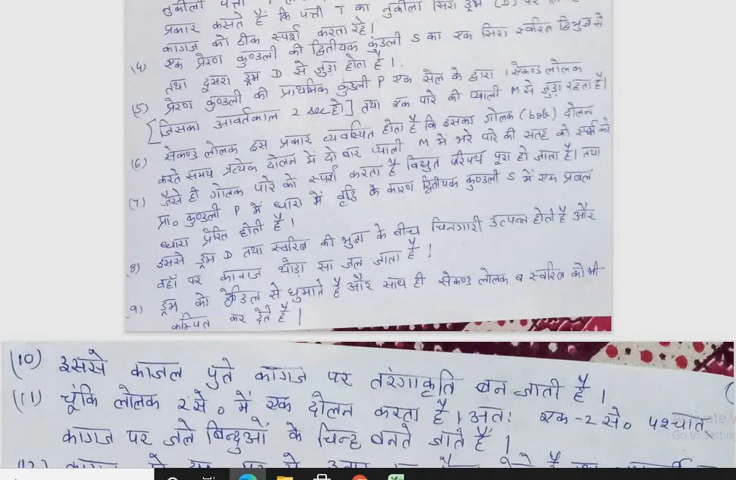 नुकीली पत्ती
प्रकार कसते हैं कि पत्ती T का नुकीला सिरा ड्रम (D) पर
कागज को ठीक स्पर्श करता रहे।
(4) एक प्रेरण कुण्डली की द्वितीयक कुंडली S का एक सिरा स्वरित्र द्विभुज से
तथा दूसरा ड्रम D से जुड़ा होता है।
(5) प्रेरण कुण्डली की प्राथमिक कुंडली P एक सेल के द्वारा सेकण्ड लोलक
[जिसका आवर्तकाल 2 sec हो] तथा एक पारे की प्याली M से जुड़ा रहता है।
(6) सेकण्ड लोलक इस प्रकार व्यवस्थित होता है कि इसका गोलक (bob) दोलन
करते समय प्रत्येक दोलन में दो बार प्याली M में भरे पारे की सतह को स्पर्श करे
(7) जैसे ही गोलक पारे को स्पर्श करता है विद्युत परिपथ पूरा हो जाता है। तथा
प्रा० कुण्डली P में धारा में वृद्धि के कारण द्वितीयक कुण्डली S में एक प्रबल
धारा प्रेरित होती है।
8) इससे ड्रम D तथा स्वरित्र की भुजा के बीच चिनगारी उत्पन्न होती है और
वहाँ पर कागज थोड़ा सा जल जाता है।
9) ड्रम को हैंडिल से घुमाते हैं और साथ ही सेकण्ड लोलक व स्वरित्र को भी
कम्पित कर देते हैं।
(10) इससे काजल पुते कागज पर तरंगाकृति बन जाती है।
(11) चूंकि लोलक 2 से० में एक दोलन करता है। अतः एक-2 से० पश्चात
कागज पर जले बिन्दुओं के चिन्ह बनते जाते हैं।